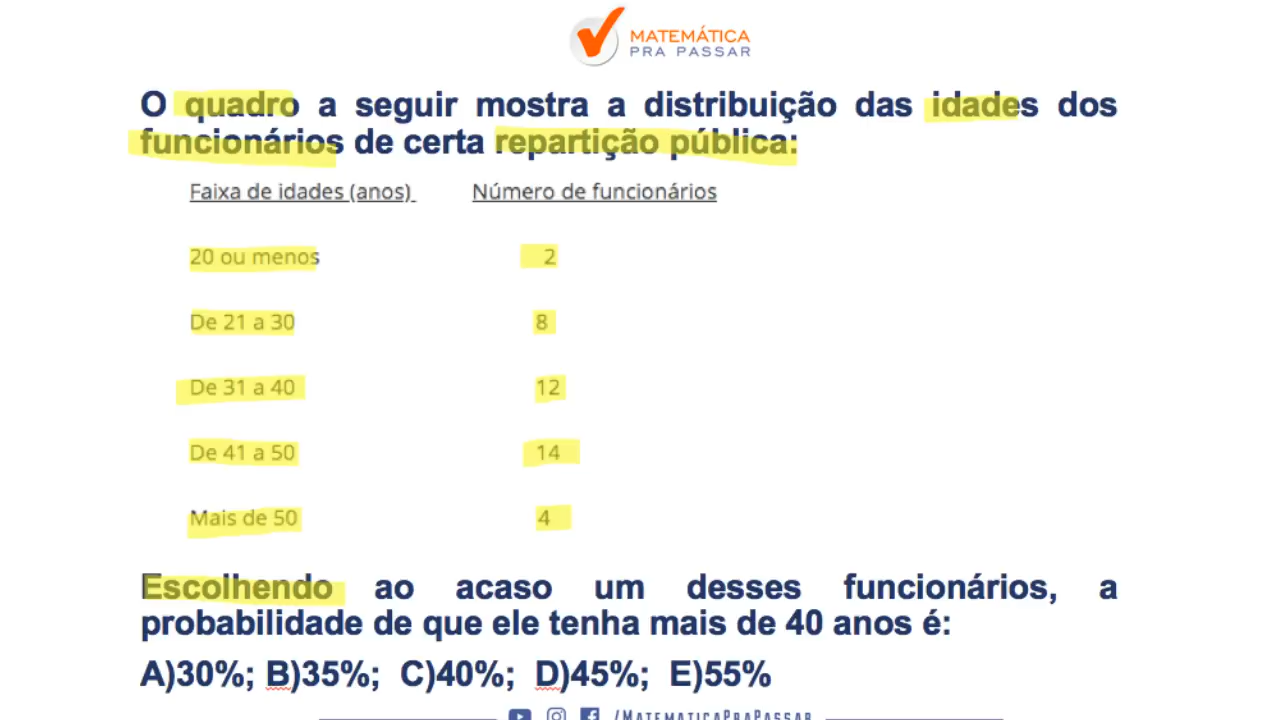 MATEMÁTICA
PRA PASSAR
O quadro a seguir mostra a distribuição das idades dos
funcionários de certa repartição pública:
Faixa de idades (anos) Número de funcionários
20 ou menos 2
De 21 a 30 8
De 31 a 40 12
De 41 a 50 14
Mais de 50 4
Escolhendo ao acaso um desses funcionários, a
probabilidade de que ele tenha mais de 40 anos é:
A)30%; B)35%; C)40%; D)45%; E)55%
/MATEMATICAPRAPASSAR